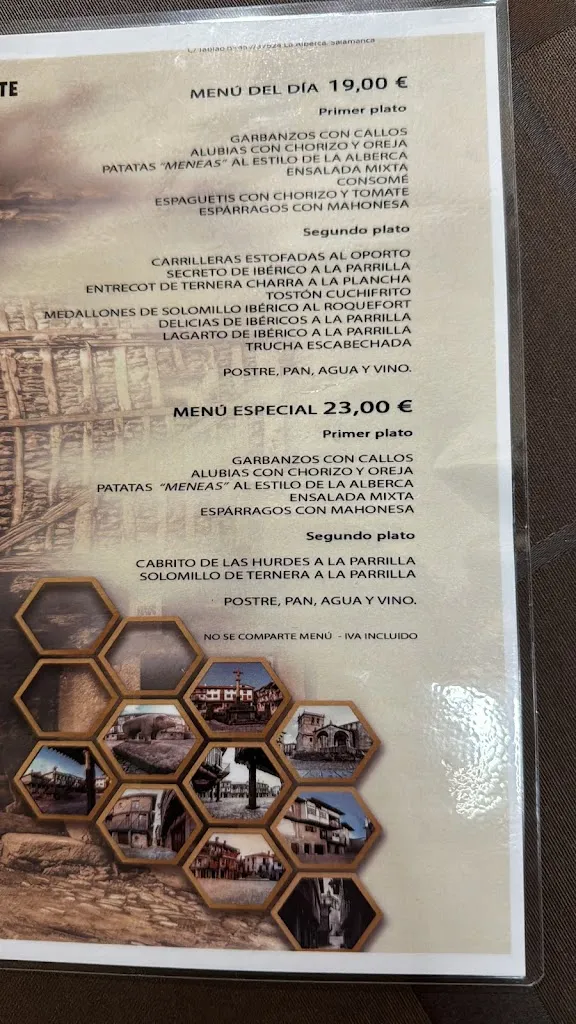 TE
37624 La Alberca, Salamanca
MENÚ DEL DÍA 19,00 €
Primer plato
GARBANZOS CON CALLOS
ALUBIAS CON CHORIZO Y OREJA
PATATAS "MENEAS" AL ESTILO DE LA ALBERCA
ENSALADA MIXTA
CONSOMÉ
ESPAGUETIS CON CHORIZO Y TOMATE
ESPÁRRAGOS CON MAHONESA
Segundo plato
CARRILLERAS ESTOFADAS AL OPORTO
SECRETO DE IBÉRICO A LA PARRILLA
ENTRECOT DE TERNERA CHARRA A LA PLANCHA
TOSTÓN CUCHIFRITO
MEDALLONES DE SOLOMILLO IBÉRICO AL ROQUEFORT
DELICIAS DE IBÉRICOS A LA PARRILLA
LAGARTO DE IBÉRICO A LA PARRILLA
TRUCHA ESCABECHADA
POSTRE, PAN, AGUA Y VINO.
MENÚ ESPECIAL 23,00 €
Primer plato
GARBANZOS CON CALLOS
ALUBIAS CON CHORIZO Y OREJA
PATATAS "MENEAS" AL ESTILO DE LA ALBERCA
ENSALADA MIXTA
ESPÁRRAGOS CON MAHONESA
Segundo plato
CABRITO DE LAS HURDES A LA PARRILLA
SOLOMILLO DE TERNERA A LA PARRILLA
POSTRE, PAN, AGUA Y VINO.
NO SE COMPARTE MENÚ - IVA INCLUIDO